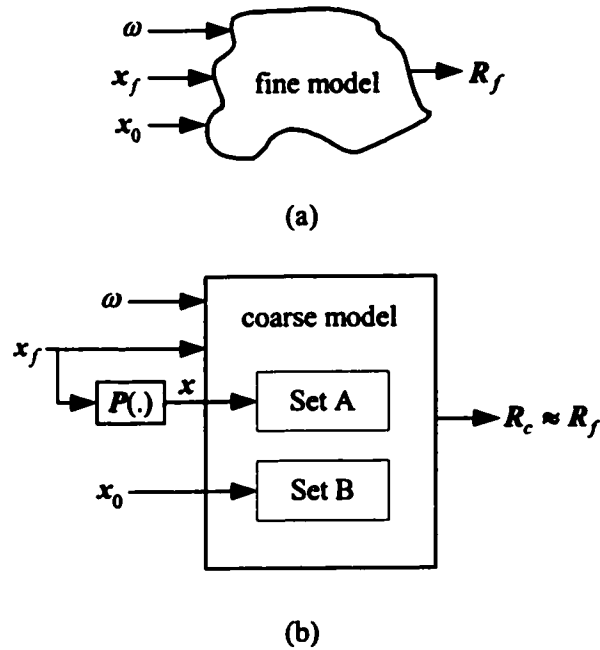 ω
x_f
x_0
fine model
R_f
(a)
ω
coarse model
x_f
P(.)
x
Set A
R_c ≈ R_f
x_0
Set B
(b)